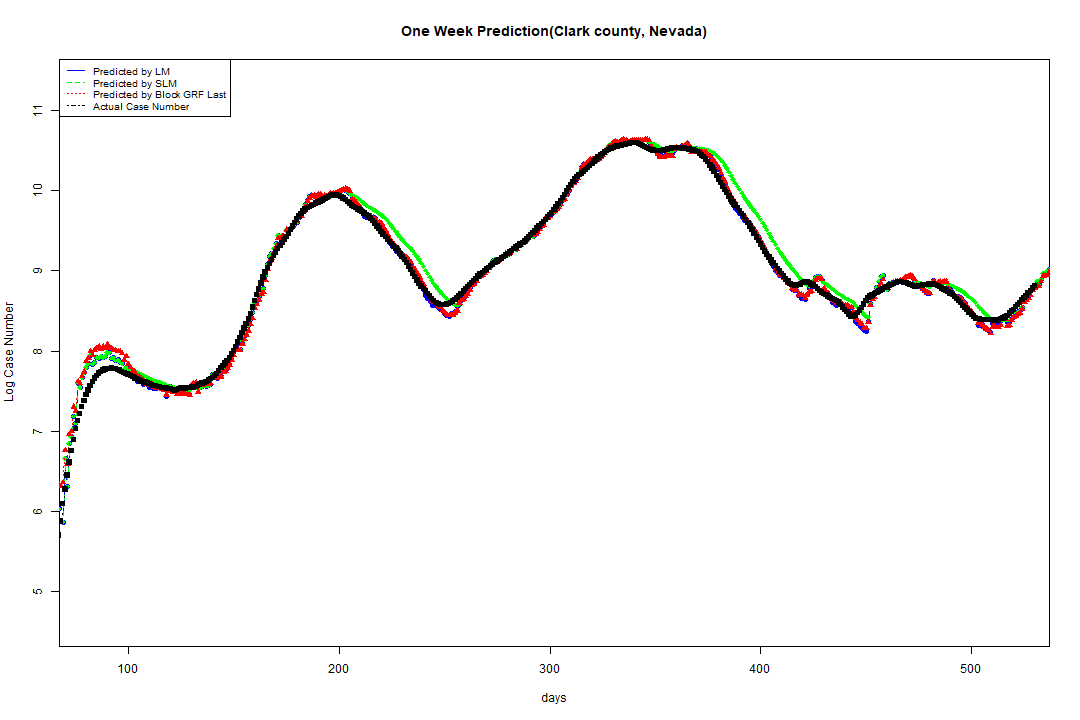 One Week Prediction(Clark county, Nevada)
Predicted by LM
Predicted by SLM
Predicted by Block GRF Last
Actual Case Number
11
10
9
8
7
6
5
Log Case Number
100 200 300 400 500
days